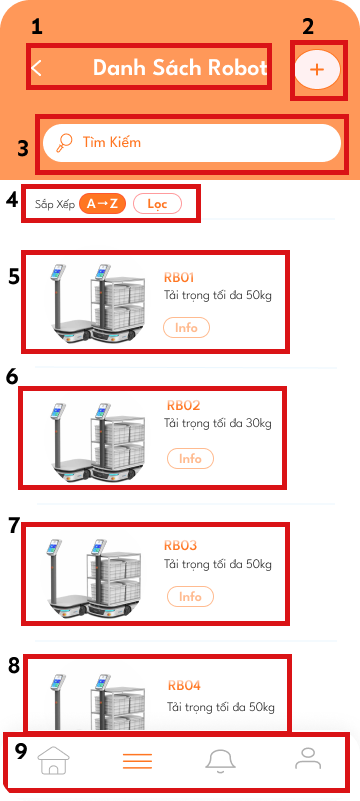 1
2
Danh Sách Robot
+
3
Tìm Kiếm
4
Sắp Xếp A→Z Lọc
5
RB01
Tải trọng tối đa 50kg
Info
6
RB02
Tải trọng tối đa 30kg
Info
7
RB03
Tải trọng tối đa 50kg
Info
8
RB04
Tải trọng tối đa 50kg
9